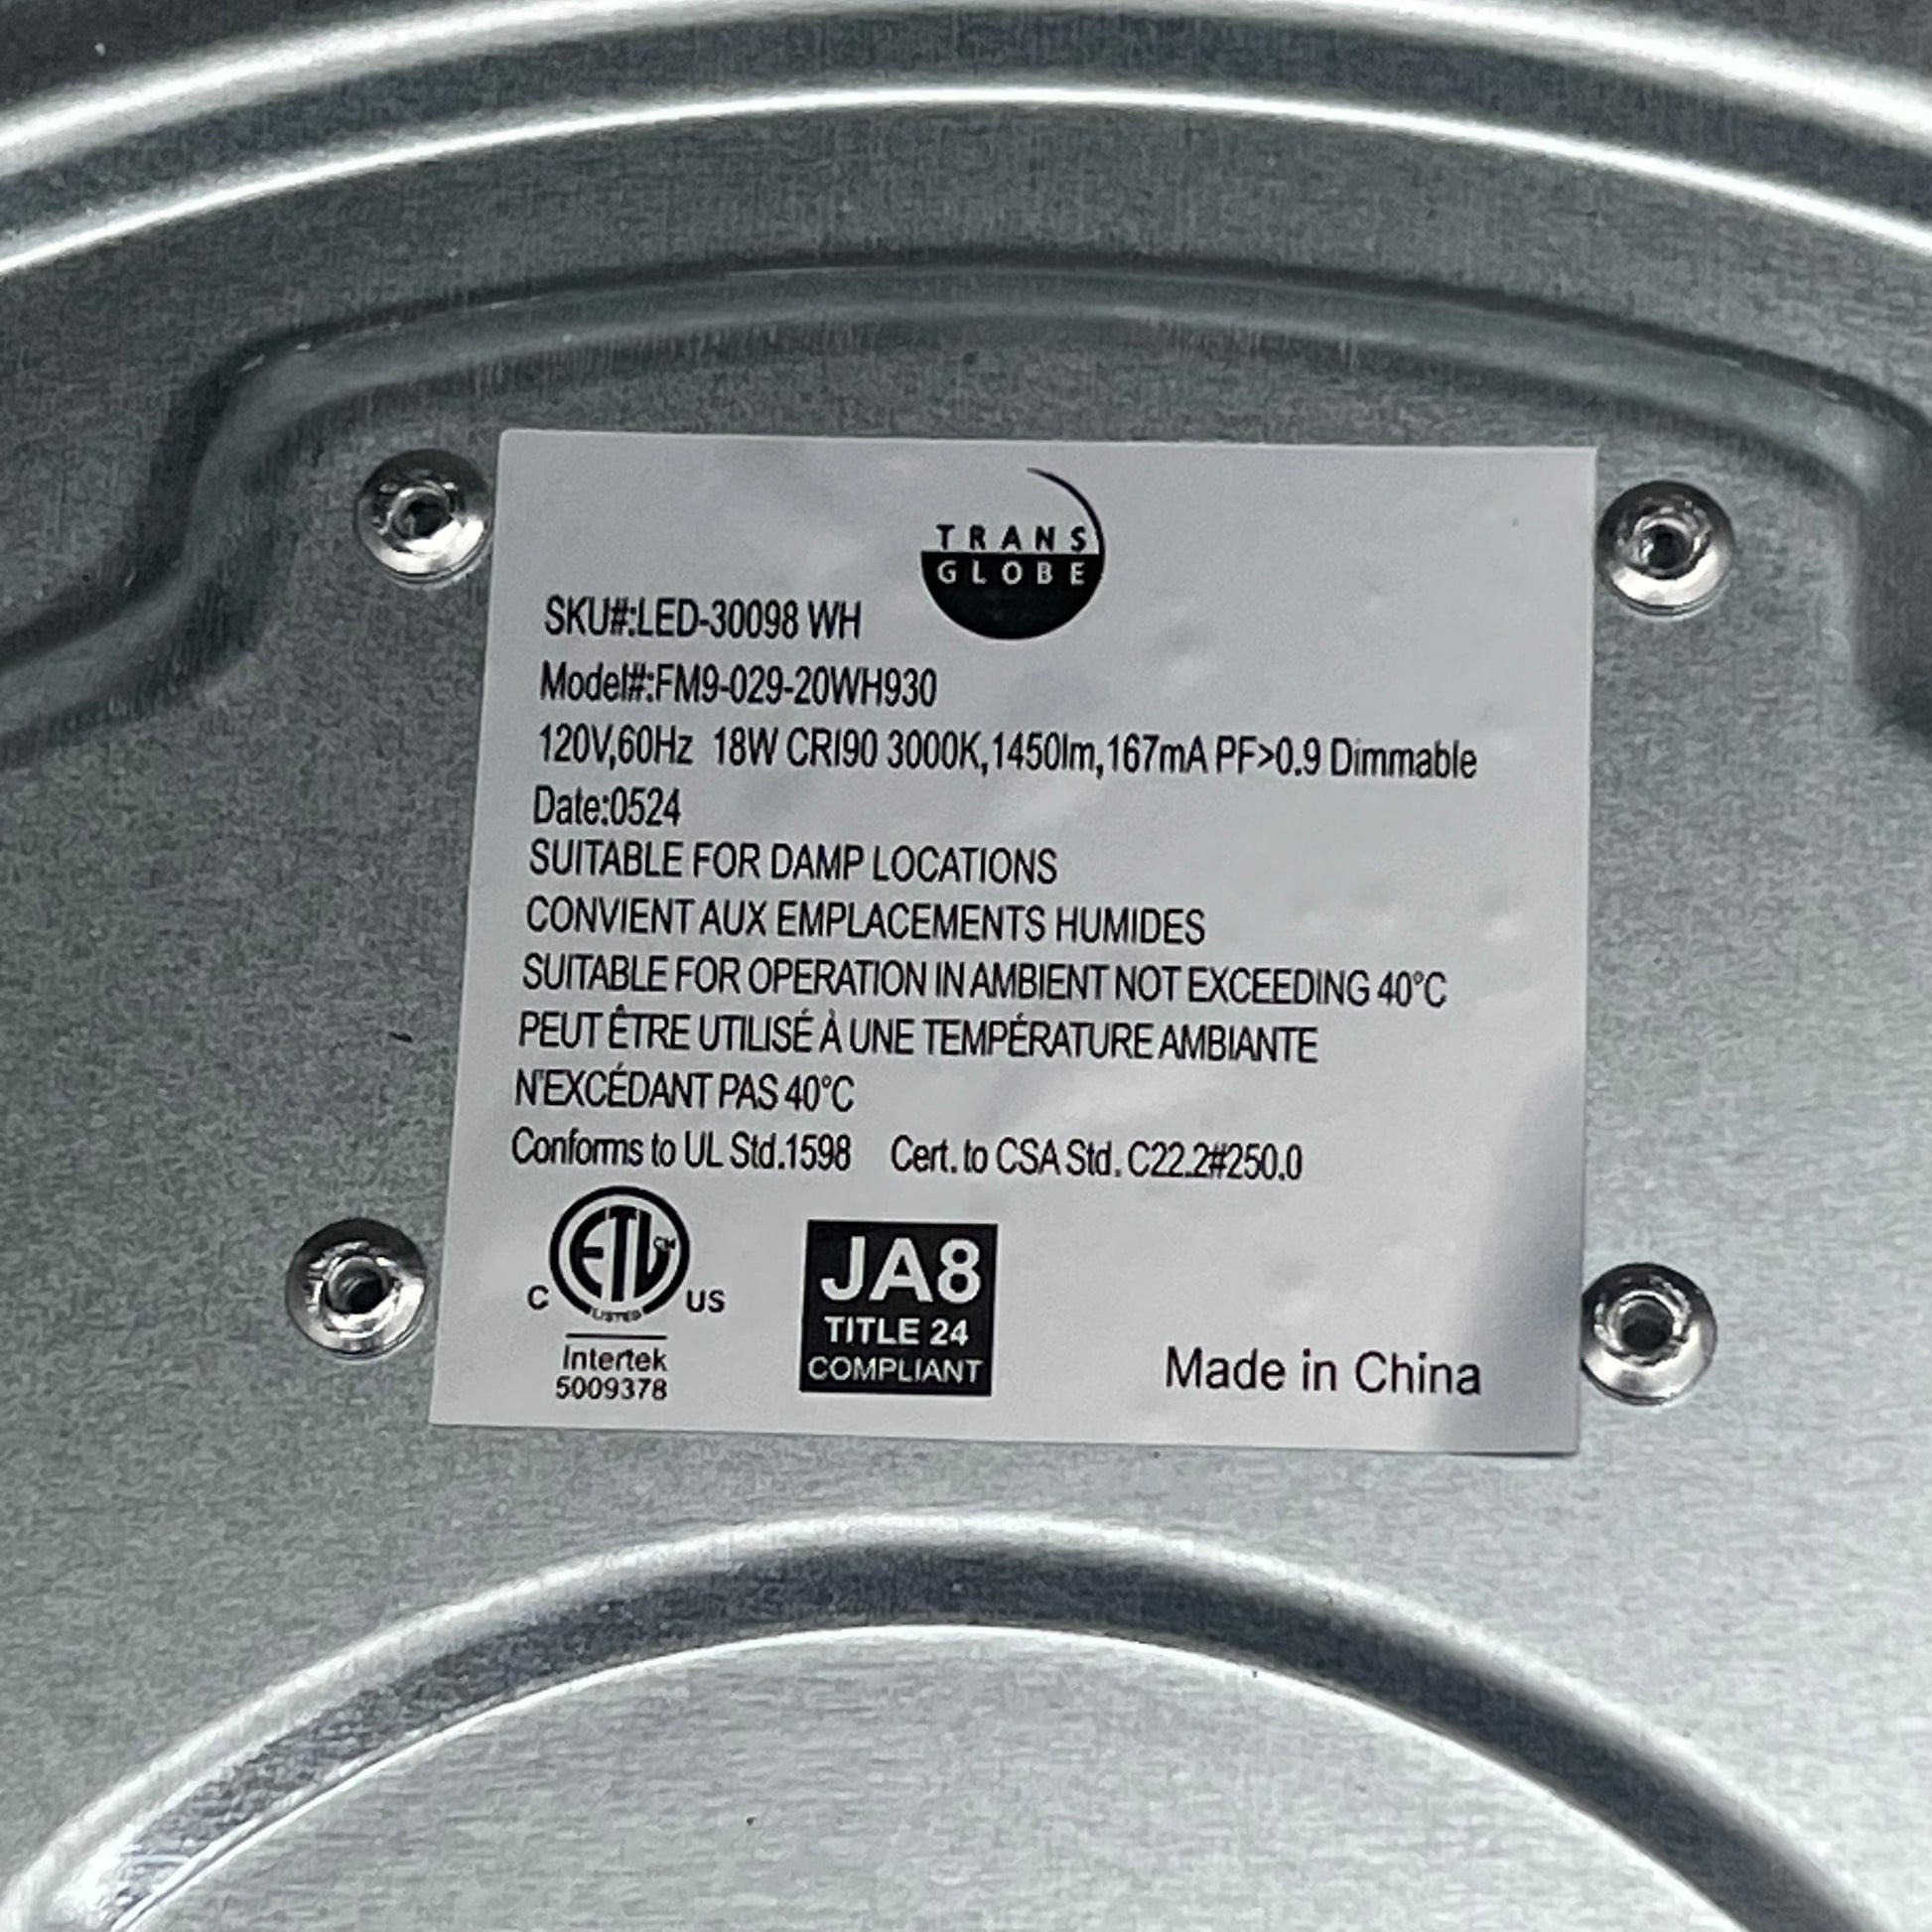 TRANS
GLOBE
SKU#:LED-30098 WH
Model#:FM9-029-20WH930
120V,60Hz 18W CRI90 3000K,1450lm,167mA PF>0.9 Dimmable
Date:0524
SUITABLE FOR DAMP LOCATIONS
CONVIENT AUX EMPLACEMENTS HUMIDES
SUITABLE FOR OPERATION IN AMBIENT NOT EXCEEDING 40°C
PEUT ÊTRE UTILISÉ À UNE TEMPÉRATURE AMBIANTE
N'EXCÉDANT PAS 40°C
Conforms to UL Std.1598 Cert. to CSA Std. C22.2#250.0
ETL CM
LISTED
C US
Intertek
5009378
JA8
TITLE 24
COMPLIANT
Made in China